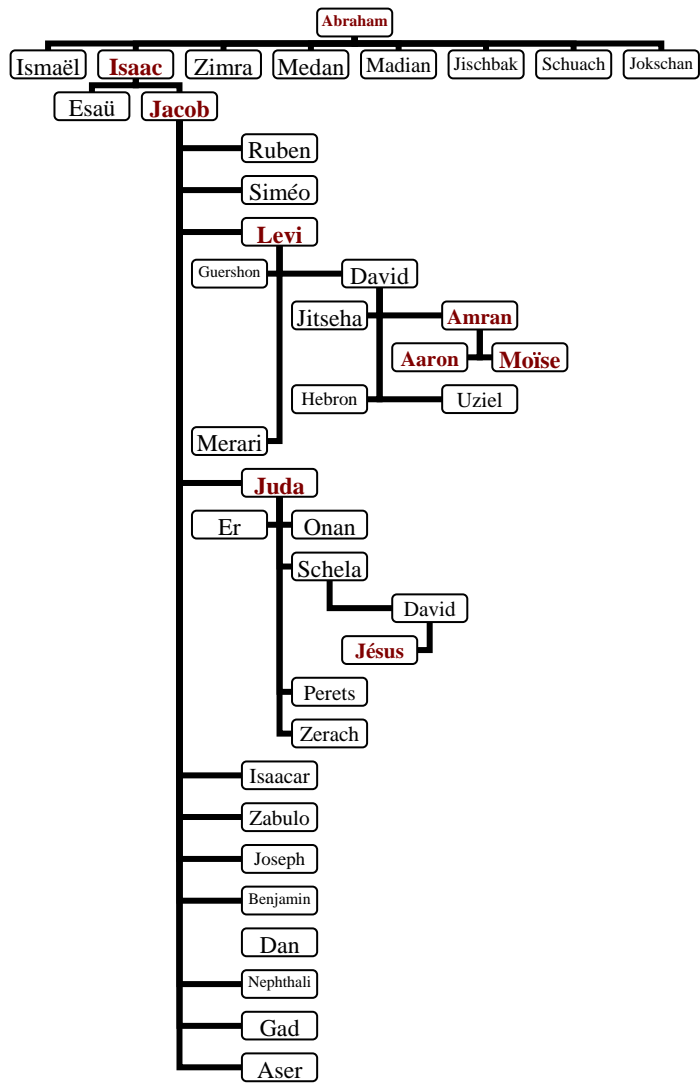 Abraham
Ismaël Isaac Zimra Medan Madian Jischbak Schuach Jokschan
Esaü Jacob
Ruben
Siméo
Levi
Guershon David
Jitseha Amran
Aaron Moïse
Hebron Uziel
Merari
Juda
Er Onan
Schela
David
Jésus
Perets
Zerach
Isaacar
Zabulo
Joseph
Benjamin
Dan
Nephthali
Gad
Aser